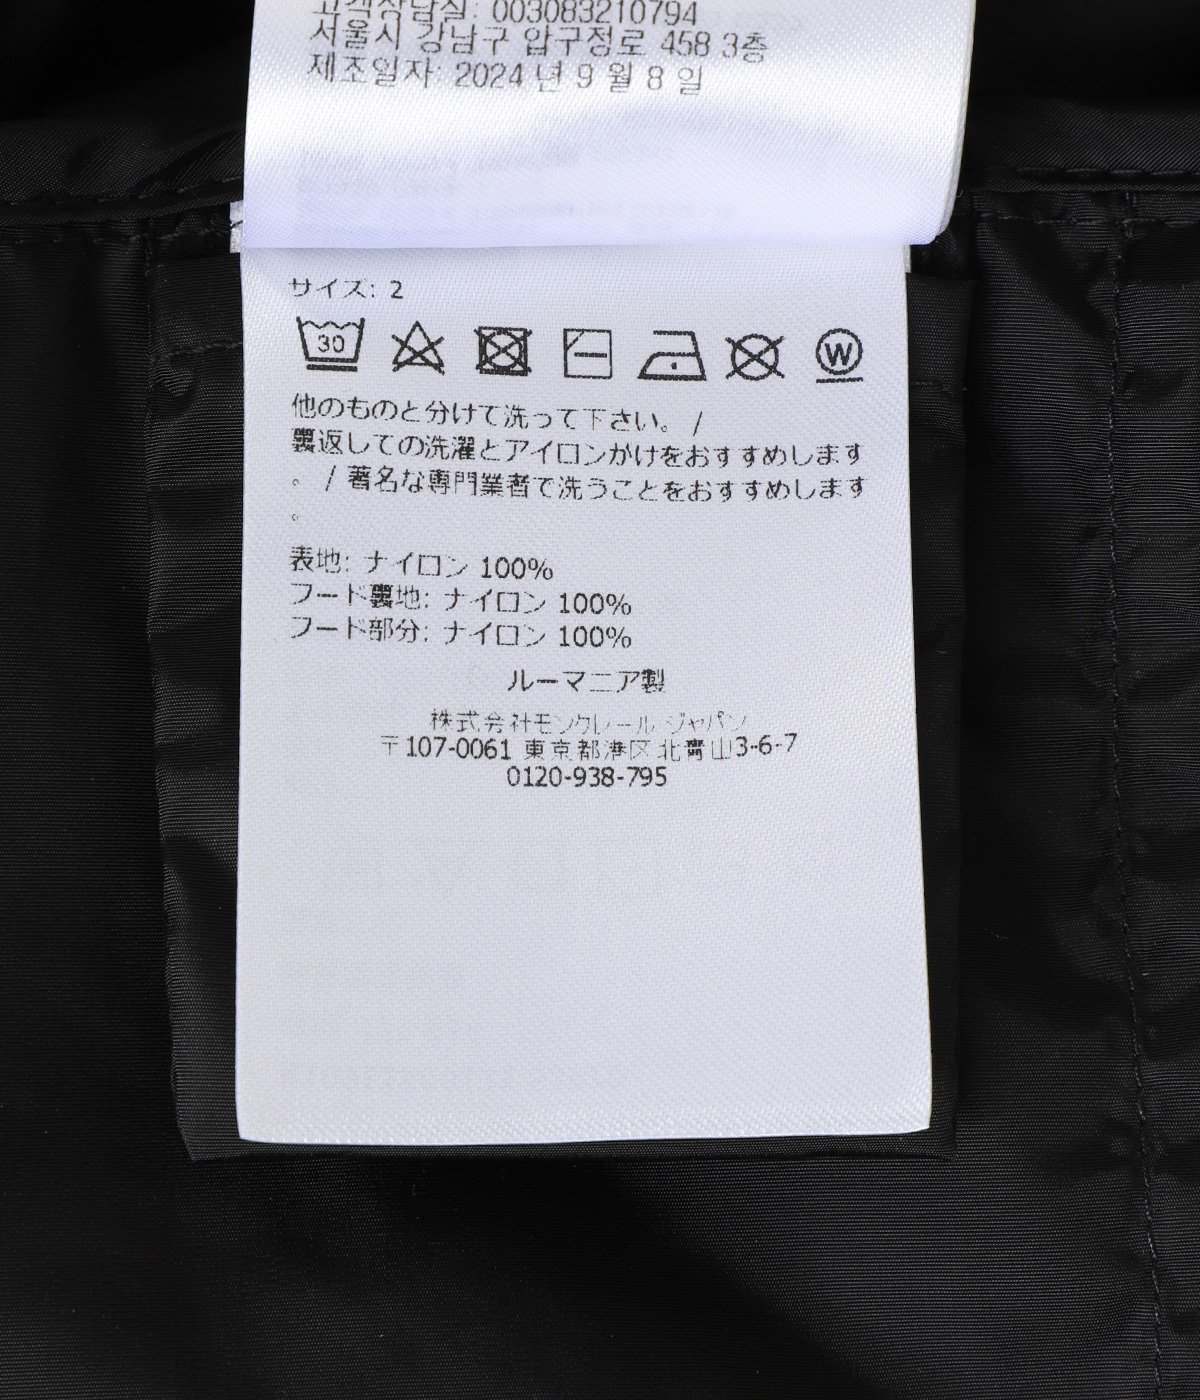 고객상담실: 003083210794
서울시 강남구 압구정로 458 3층
제조일자: 2024 년 9 월 8 일
サイズ: 2
30
W
他のものと分けて洗って下さい。 /
裏返しての洗濯とアイロンがけをおすすめします
。 / 著名な専門業者で洗うことをおすすめします
。
表地: ナイロン 100%
フード裏地: ナイロン 100%
フード部分: ナイロン 100%
ルーマニア製
株式会社モンクレール ジャパン
〒107-0061 東京都港区北青山3-6-7
0120-938-795